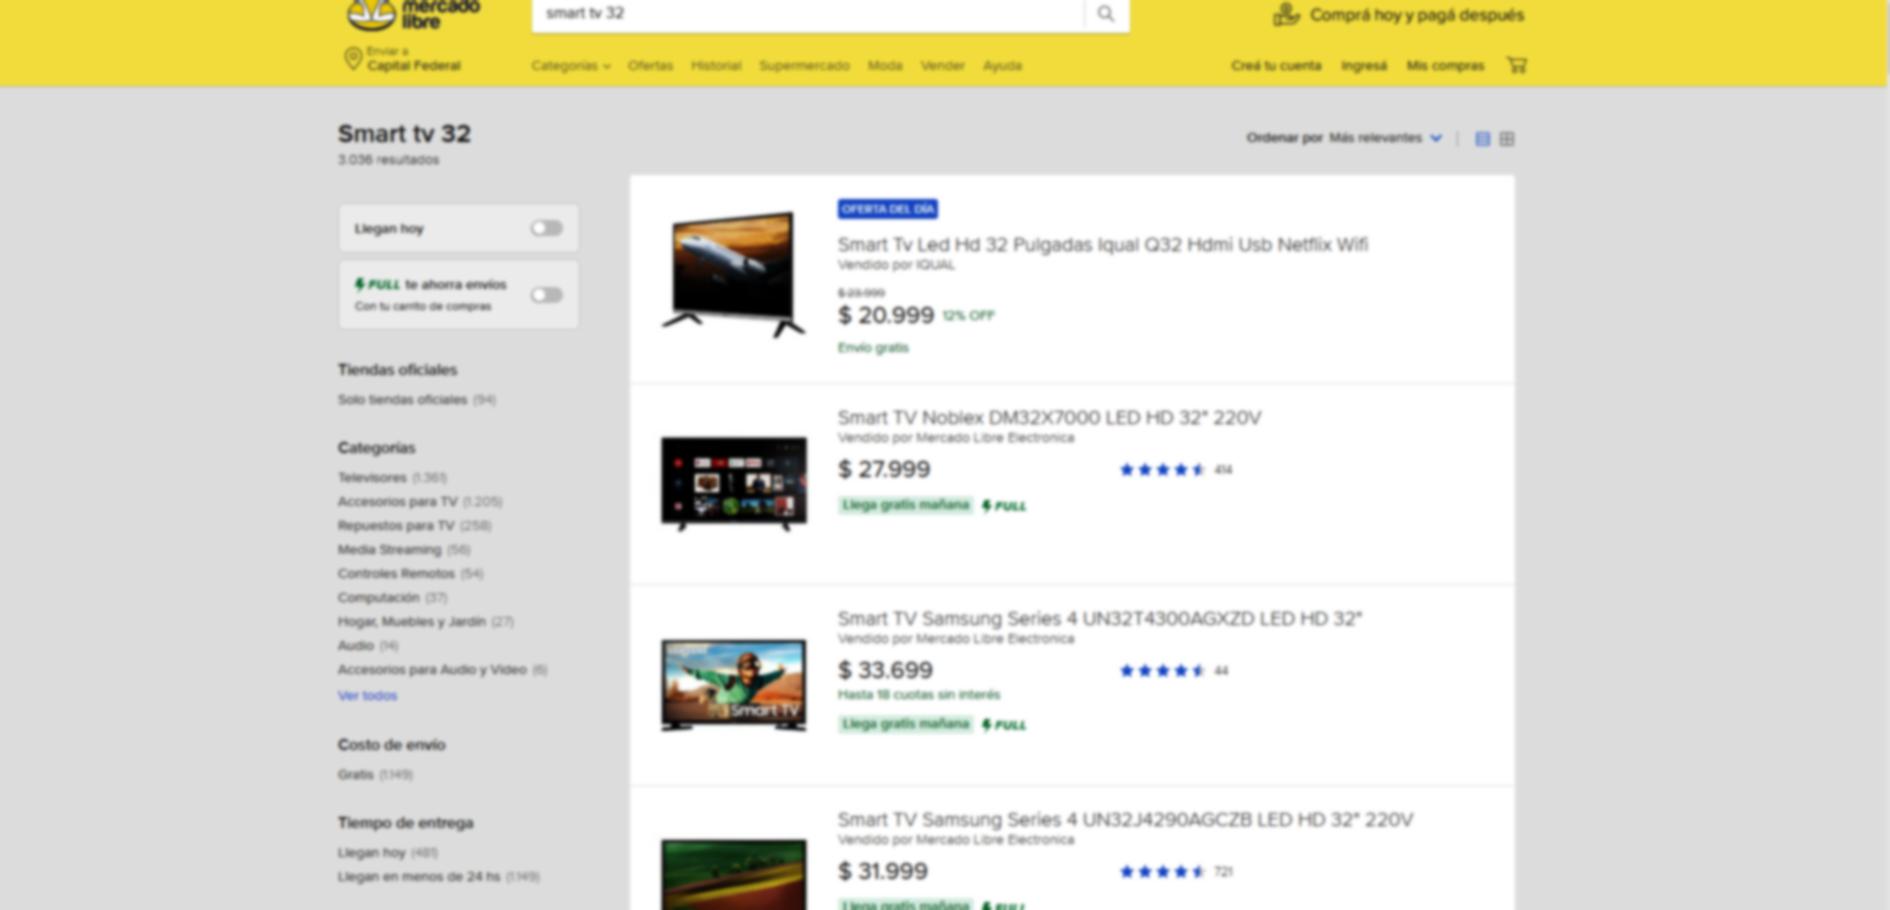 mercado
libre
smart tv 32
Comprá hoy y pagá después
Enviar a
Capital Federal
Categorías Ofertas Historial Supermercado Moda Vender Ayuda
Creá tu cuenta Ingresá Mis compras
Smart tv 32
3.036 resultados
Ordenar por Más relevantes
Llegan hoy
FULL te ahorra envíos
Con tu carrito de compras
Tiendas oficiales
Solo tiendas oficiales (94)
Categorías
Televisores (1.361)
Accesorios para TV (1.205)
Repuestos para TV (258)
Media Streaming (56)
Controles Remotos (54)
Computación (37)
Hogar, Muebles y Jardín (27)
Audio (14)
Accesorios para Audio y Video (6)
Ver todos
Costo de envío
Gratis (1.149)
Tiempo de entrega
Llegan hoy (481)
Llegan en menos de 24 hs (1.149)
OFERTA DEL DÍA
Smart Tv Led Hd 32 Pulgadas Iqual Q32 Hdmi Usb Netflix Wifi
Vendido por IQUAL
$ 23.999
$ 20.999 12% OFF
Envío gratis
Smart TV Noblex DM32X7000 LED HD 32" 220V
Vendido por Mercado Libre Electronica
$ 27.999
414
Llega gratis mañana FULL
Smart TV Samsung Series 4 UN32T4300AGXZD LED HD 32"
Vendido por Mercado Libre Electronica
$ 33.699
44
Hasta 18 cuotas sin interés
Llega gratis mañana FULL
Smart TV
Smart TV Samsung Series 4 UN32J4290AGCZB LED HD 32" 220V
Vendido por Mercado Libre Electronica
$ 31.999
721
Llega gratis mañana FULL